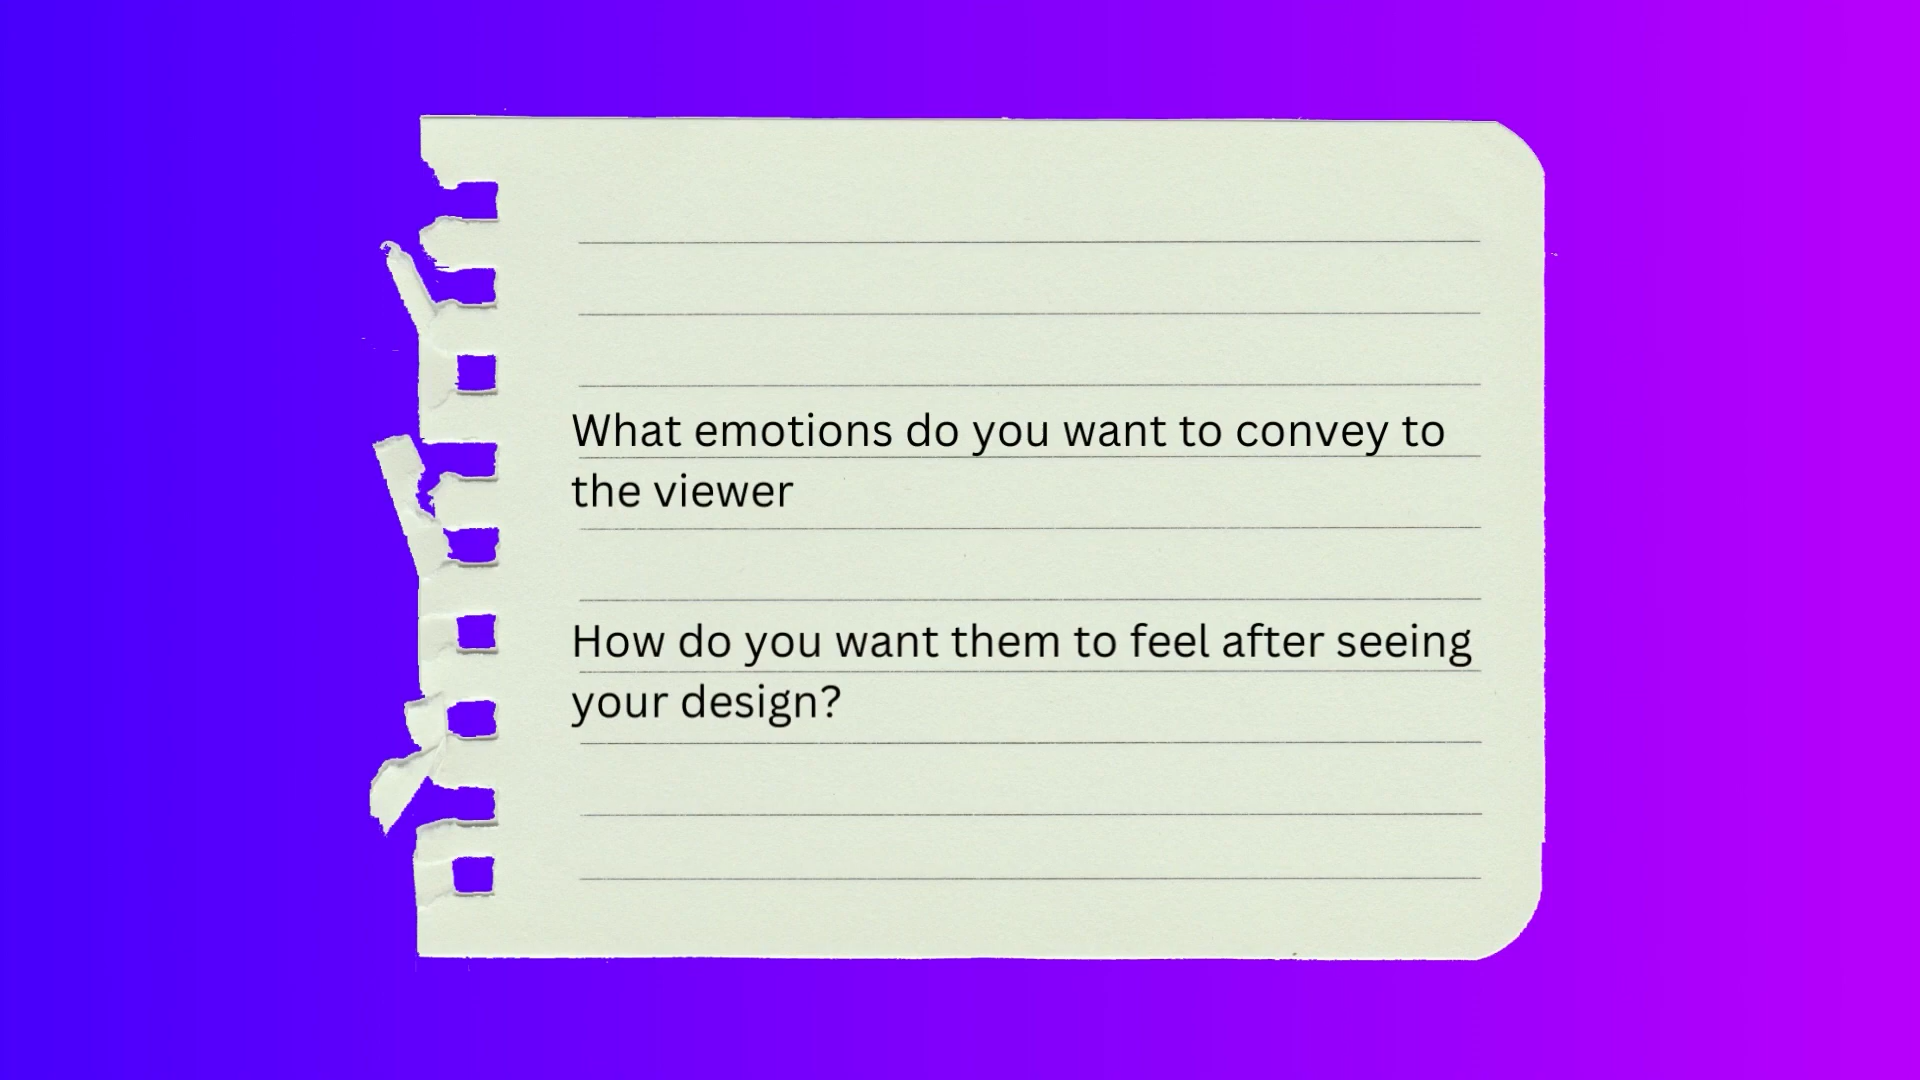 What emotions do you want to convey to
the viewer
How do you want them to feel after seeing
your design?